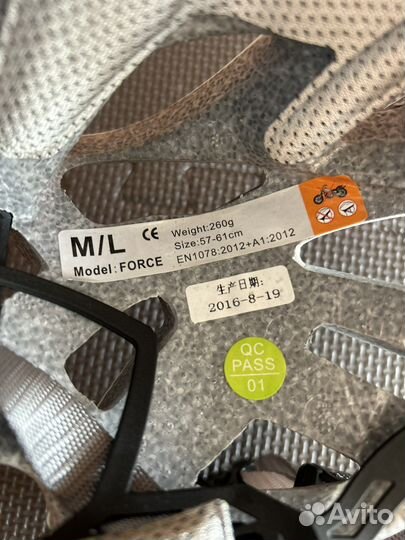 M/L CE
Model: FORCE
Weight:260g
Size:57-61cm
EN1078:2012+A1:2012
生产日期:
2016-8-19
QC
PASS
01
Avito